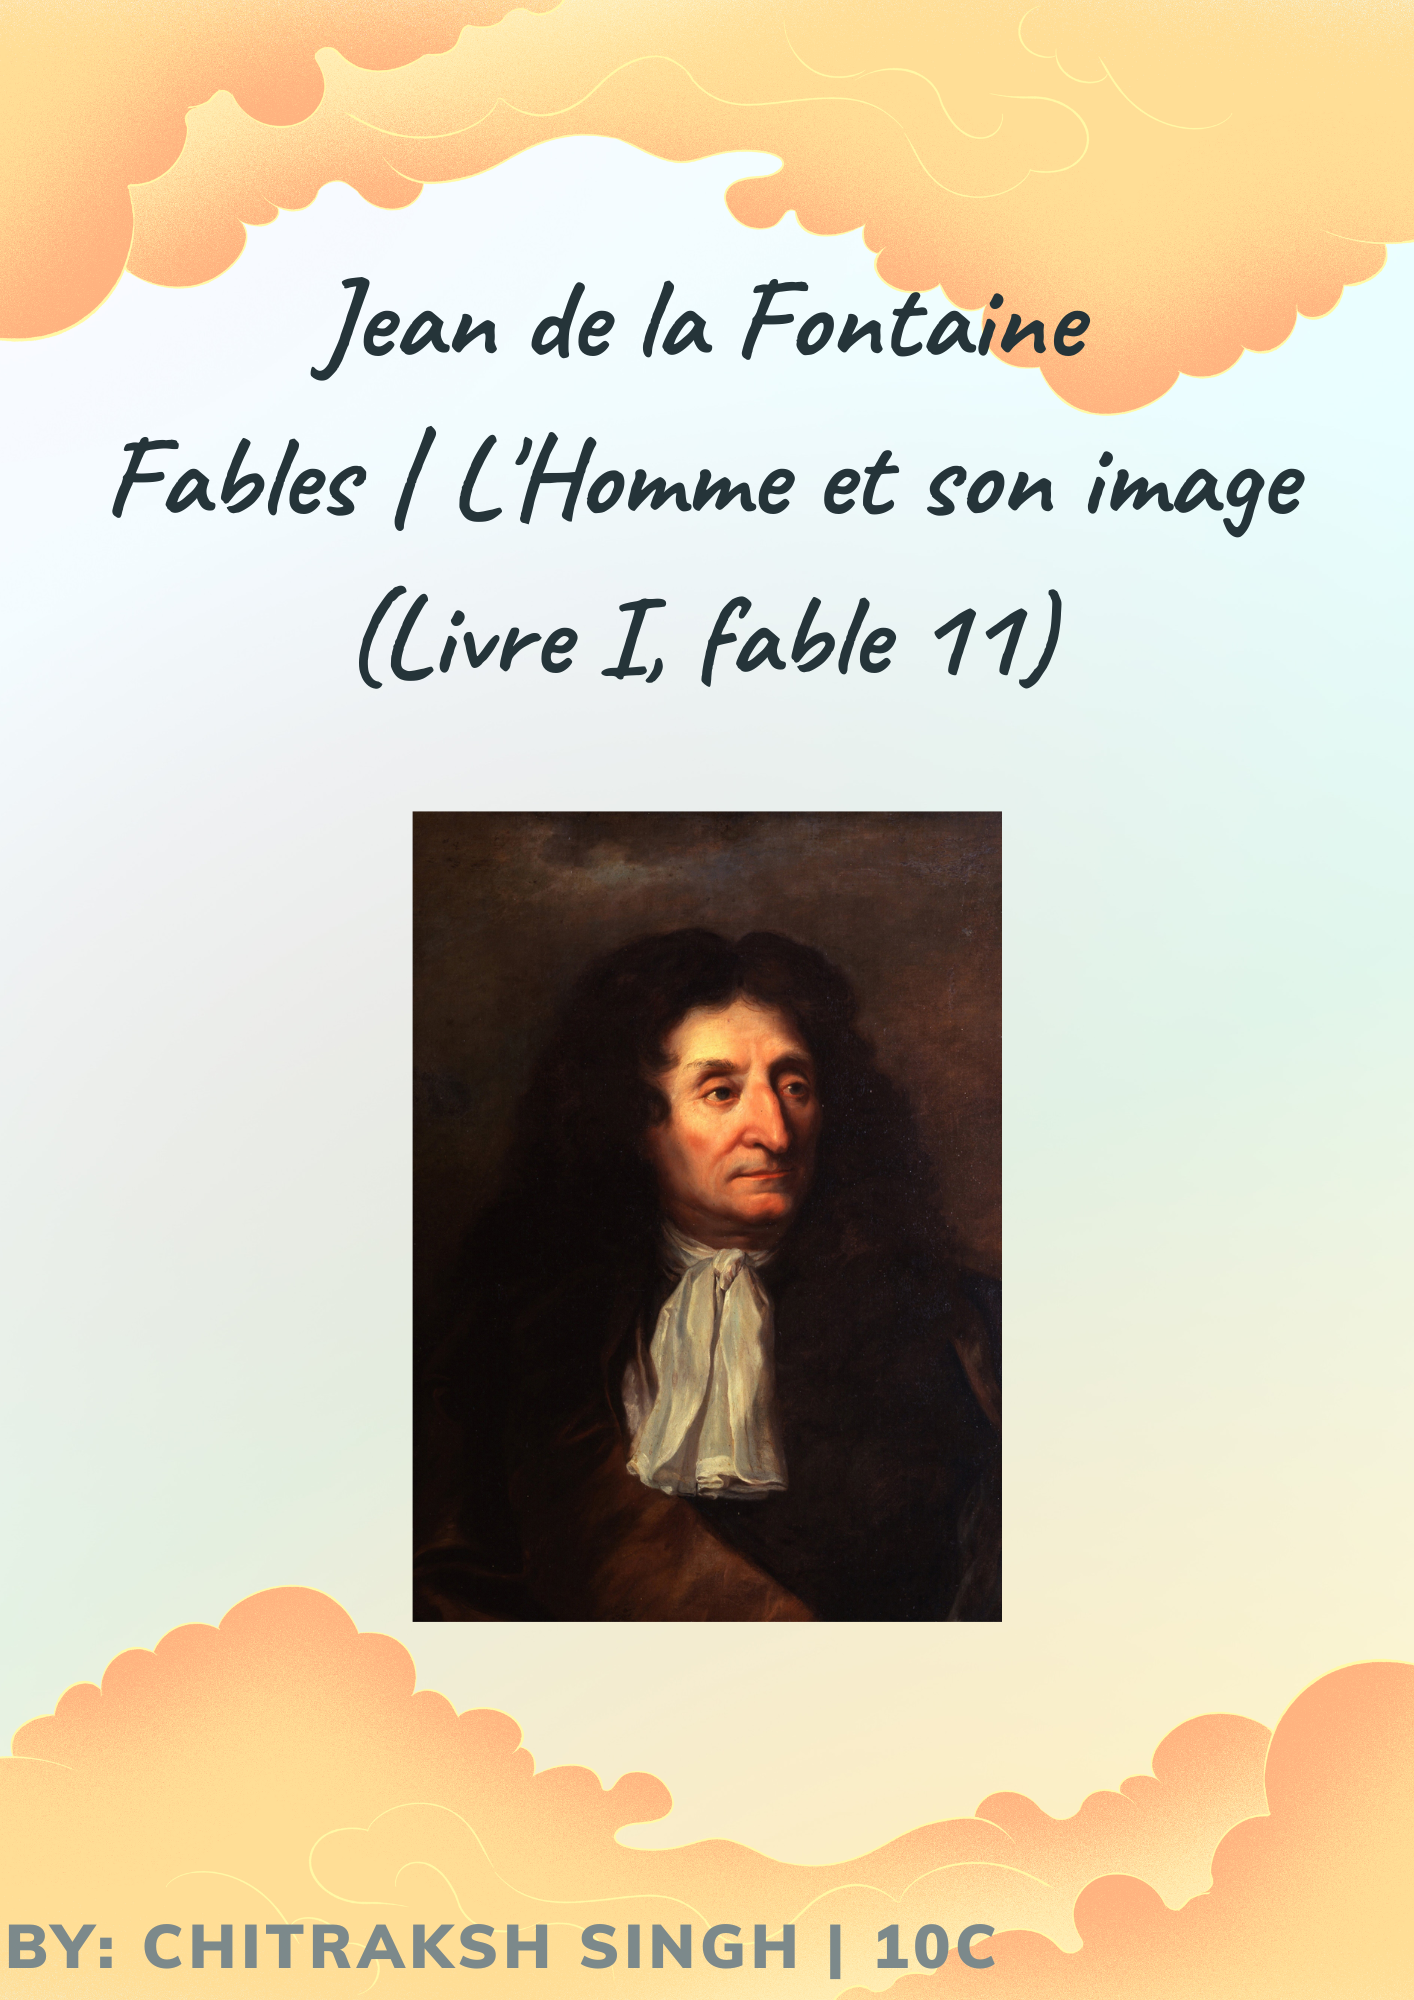 Jean de la Fontaine
Fables | L'Homme et son image
(Livre I, fable 11)
BY: CHITRAKSH SINGH | 10C